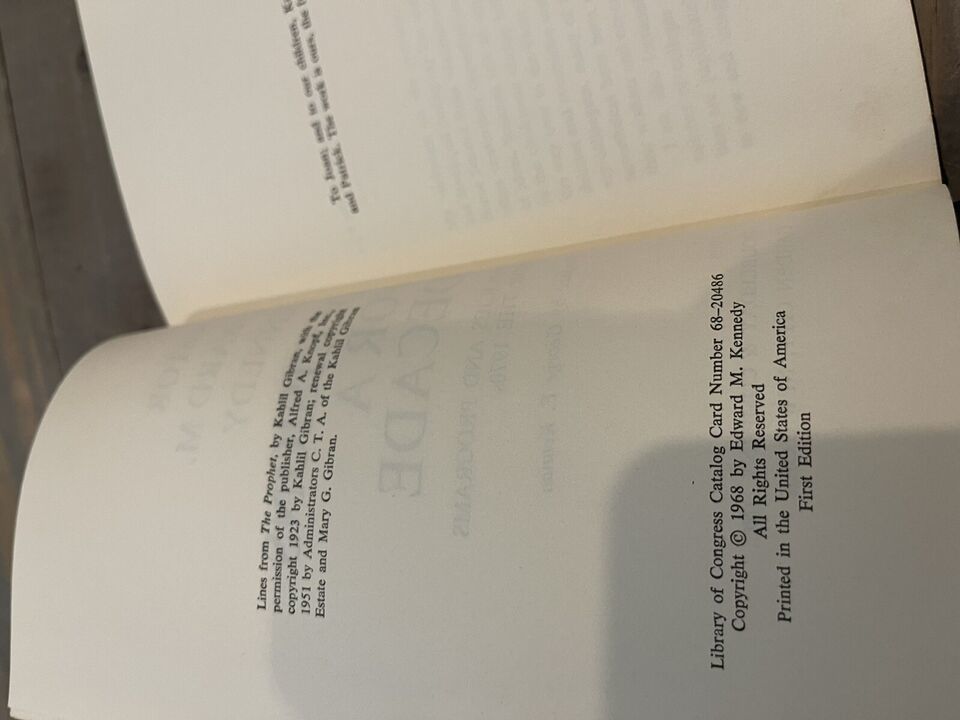 Lines from The Prophet, by Kahlil Gibran, with the
permission of the publisher, Alfred A. Knopf, Inc.,
copyright 1923 by Kahlil Gibran; renewal copyright
1951 by Administrators C. T. A. of the Kahlil Gibran
Estate and Mary G. Gibran.
Library of Congress Catalog Card Number 68–20486
Copyright © 1968 by Edward M. Kennedy
All Rights Reserved
Printed in the United States of America
First Edition
To Joan; and to our children,
and Patrick. The work is ours, the